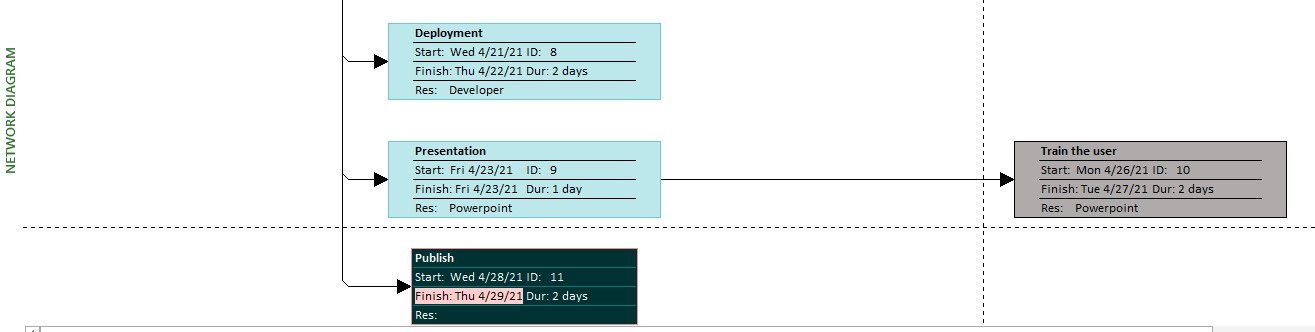 NETWORK DIAGRAM
Deployment
Start: Wed 4/21/21 ID: 8
Finish: Thu 4/22/21 Dur: 2 days
Res: Developer
Presentation
Start: Fri 4/23/21 ID: 9
Finish: Fri 4/23/21 Dur: 1 day
Res: Powerpoint
Train the user
Start: Mon 4/26/21 ID: 10
Finish: Tue 4/27/21 Dur: 2 days
Res: Powerpoint
Publish
Start: Wed 4/28/21 ID: 11
Finish: Thu 4/29/21 Dur: 2 days
Res: